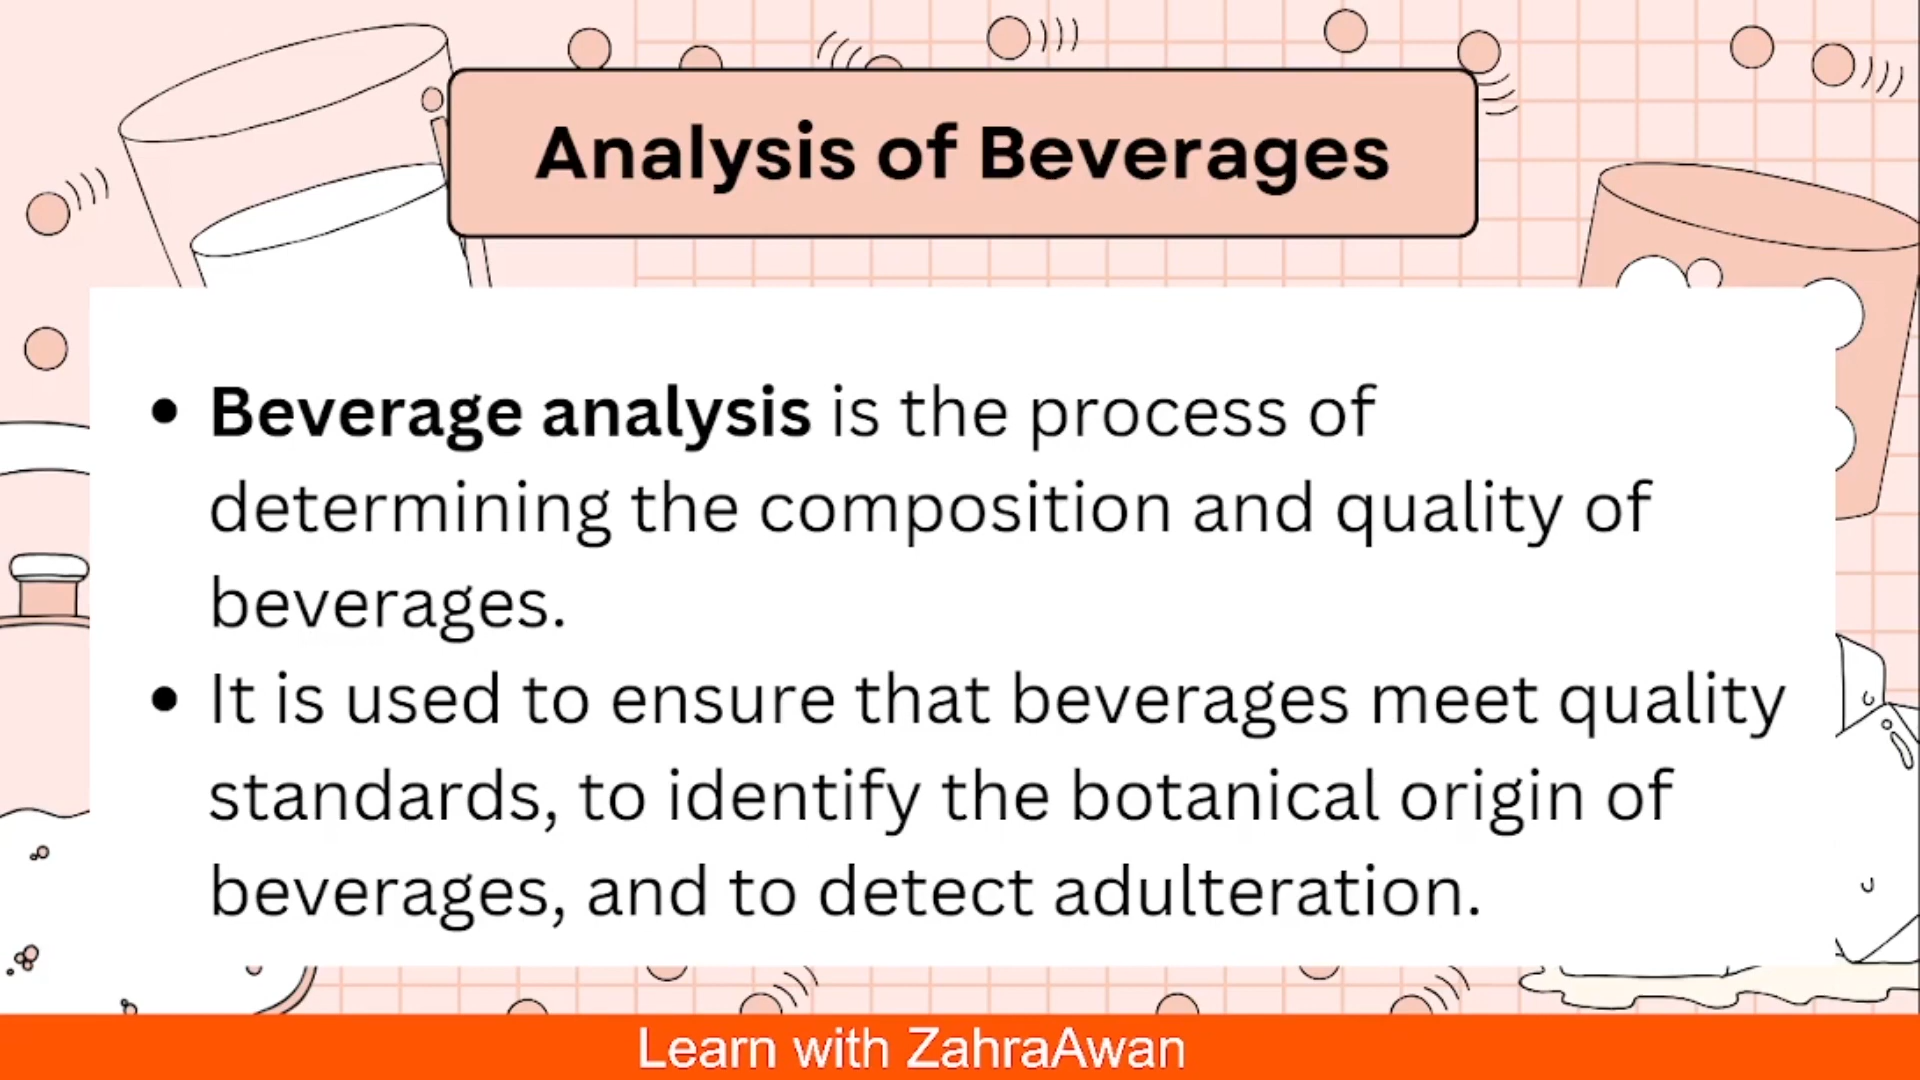 Analysis of Beverages
• Beverage analysis is the process of
determining the composition and quality of
beverages.
• It is used to ensure that beverages meet quality
standards, to identify the botanical origin of
beverages, and to detect adulteration.
Learn with ZahraAwan